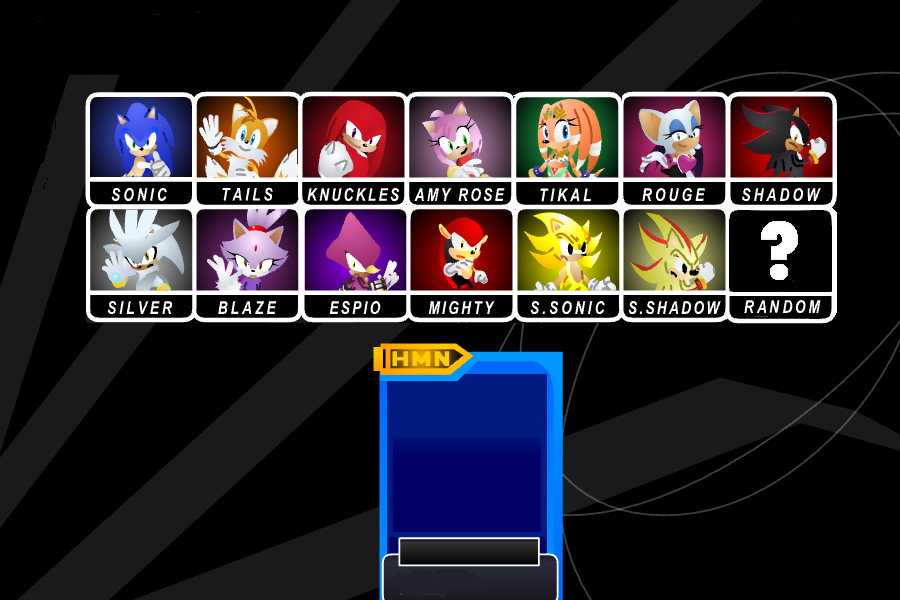 SONIC TAILS KNUCKLES AMY ROSE TIKAL ROUGE SHADOW
?
SILVER BLAZE ESPIO MIGHTY S.SONIC S.SHADOW RANDOM
HMN